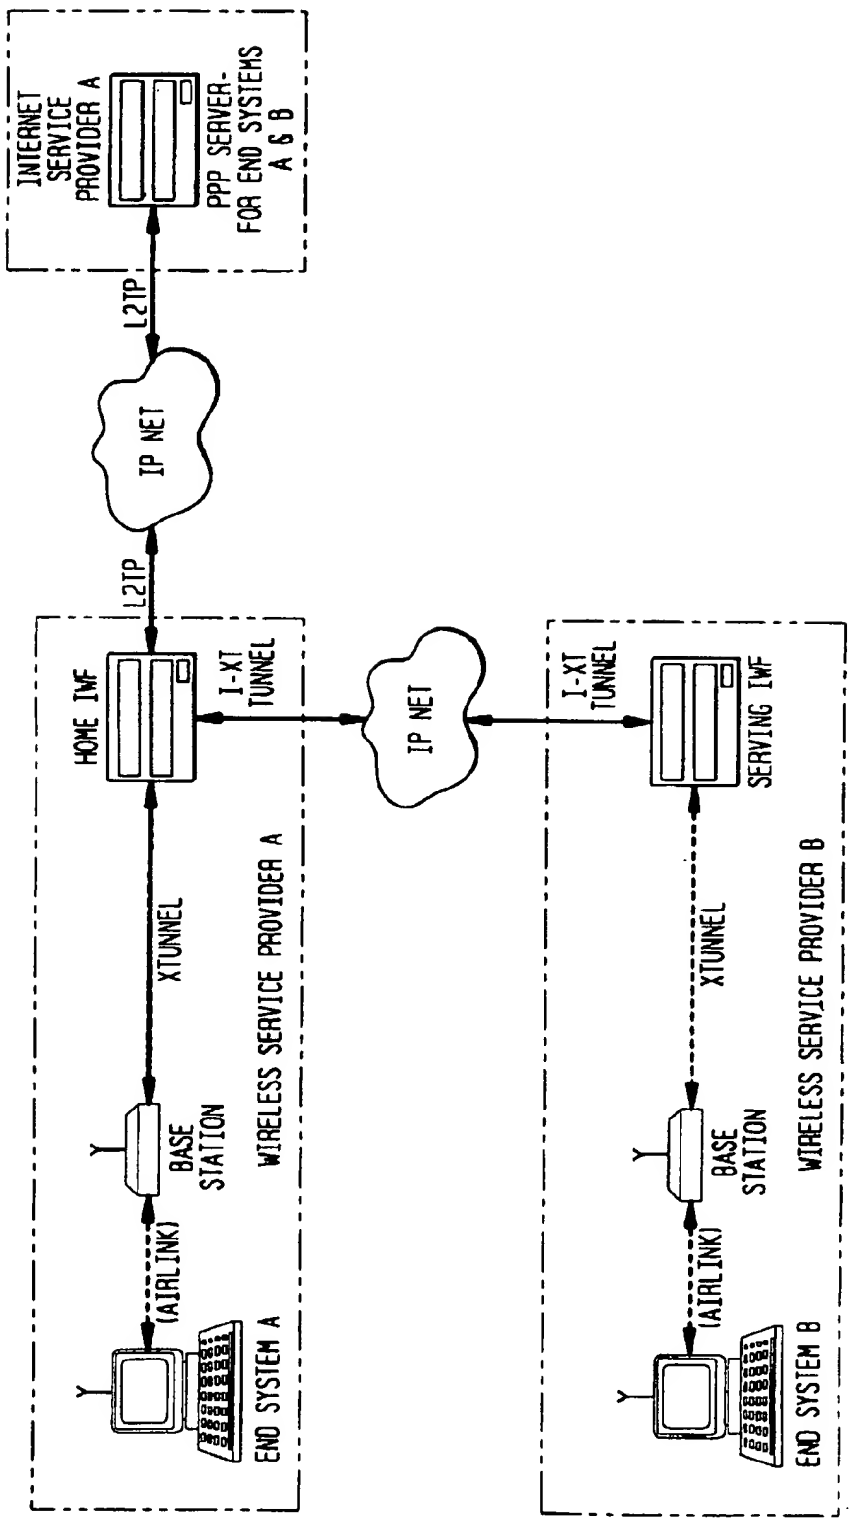 END SYSTEM A
(AIRLINK)
BASE
STATION
XTUNNEL
HOME IWF
I-XT
TUNNEL
WIRELESS SERVICE PROVIDER A
L2TP
IP NET
L2TP
INTERNET
SERVICE
PROVIDER A
PPP SERVER-
FOR END SYSTEMS
A & B
IP NET
END SYSTEM B
(AIRLINK)
BASE
STATION
XTUNNEL
I-XT
TUNNEL
SERVING IWF
WIRELESS SERVICE PROVIDER B